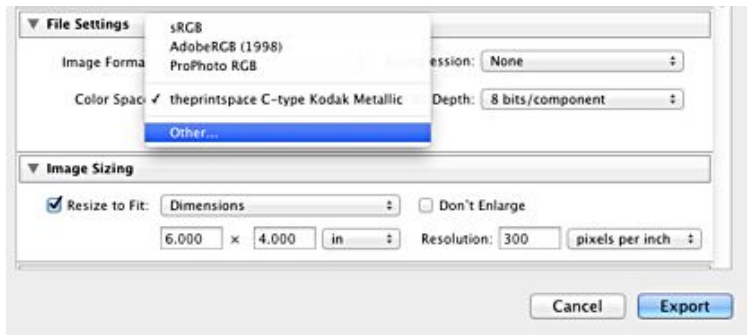 ▼ File Settings
sRGB
AdobeRGB (1998)
ProPhoto RGB
Image Forma
ession: None
Color Spac ✓ theprintspace C-type Kodak Metallic
Depth: 8 bits/component
Other...
▼ Image Sizing
Resize to Fit: Dimensions
Don't Enlarge
6.000 × 4.000 in
Resolution: 300 pixels per inch
Cancel Export